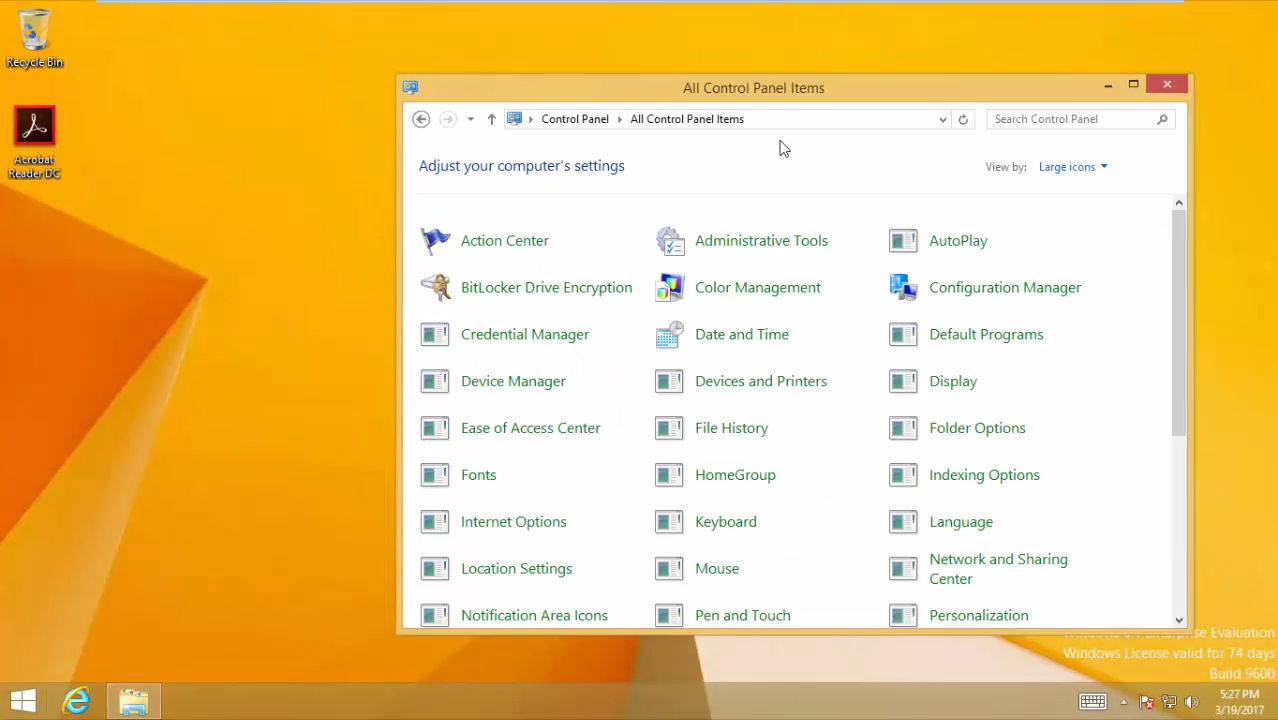 Recycle Bin
Acrobat
Reader DC
All Control Panel Items
Control Panel
All Control Panel Items
Search Control Panel
Adjust your computer's settings
View by:
Large icons
Action Center
Administrative Tools
AutoPlay
BitLocker Drive Encryption
Color Management
Configuration Manager
Credential Manager
Date and Time
Default Programs
Device Manager
Devices and Printers
Display
Ease of Access Center
File History
Folder Options
Fonts
HomeGroup
Indexing Options
Internet Options
Keyboard
Language
Location Settings
Mouse
Network and Sharing
Center
Notification Area Icons
Pen and Touch
Personalization
Evaluation
Windows License valid for 74 days
Build 9600
5:27 PM
3/19/2017